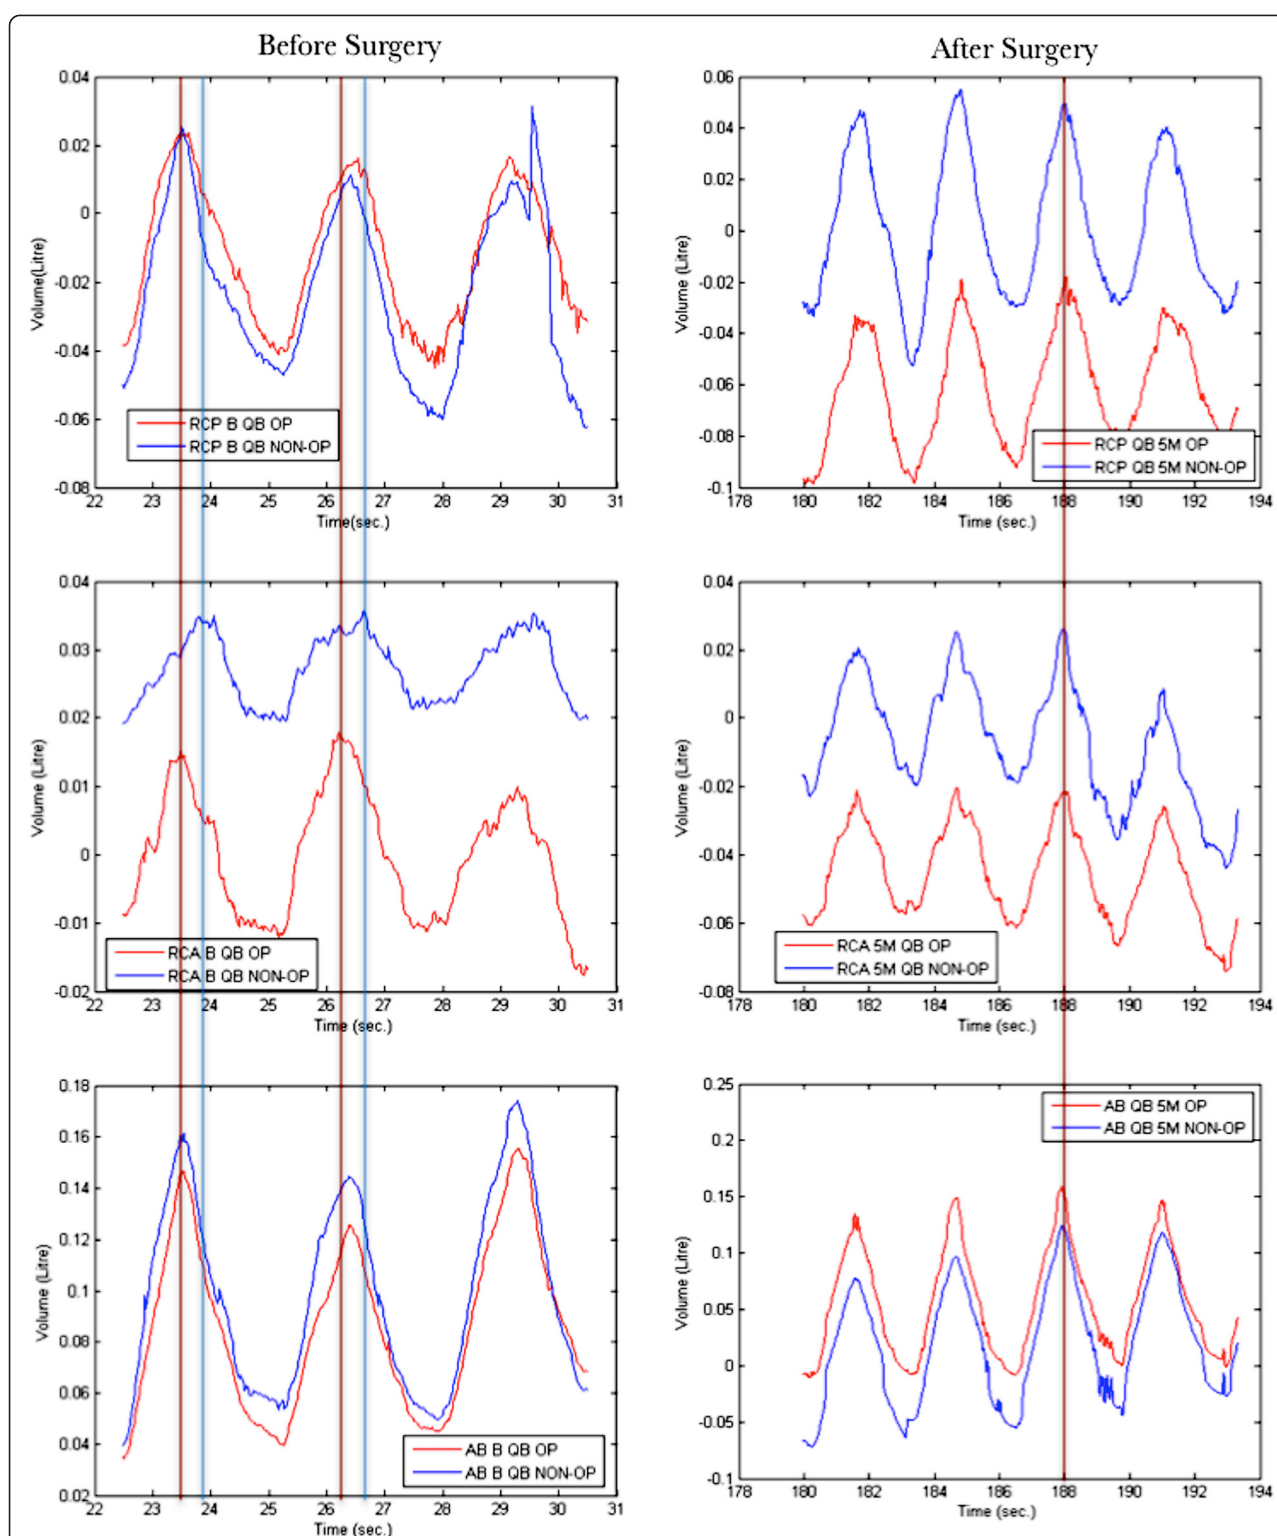 Before Surgery
After Surgery
0.04
0.02
0
-0.02
-0.04
-0.06
-0.08
Volume(Litre)
RCP B QB OP
RCP B QB NON-OP
22 23 24 25 26 27 28 29 30 31
Time(sec.)
0.06
0.04
0.02
0
-0.02
-0.04
-0.06
-0.08
-0.1
Volume (Litre)
RCP QB 5M OP
RCP QB 5M NON-OP
178 180 182 184 186 188 190 192 194
Time (sec.)
0.04
0.03
0.02
0.01
0
-0.01
-0.02
Volume (Litre)
RCA B QB OP
RCA B QB NON-OP
22 23 24 25 26 27 28 29 30 31
Time (sec.)
0.04
0.02
0
-0.02
-0.04
-0.06
-0.08
Volume (Litre)
RCA 5M QB OP
RCA 5M QB NON-OP
178 180 182 184 186 188 190 192 194
Time (sec.)
0.18
0.16
0.14
0.12
0.1
0.08
0.06
0.04
0.02
Volume (Litre)
AB B QB OP
AB B QB NON-OP
22 23 24 25 26 27 28 29 30 31
Time (sec.)
0.25
0.2
0.15
0.1
0.05
0
-0.05
-0.1
Volume (Litre)
AB QB 5M OP
AB QB 5M NON-OP
178 180 182 184 186 188 190 192 194
Time (sec.)